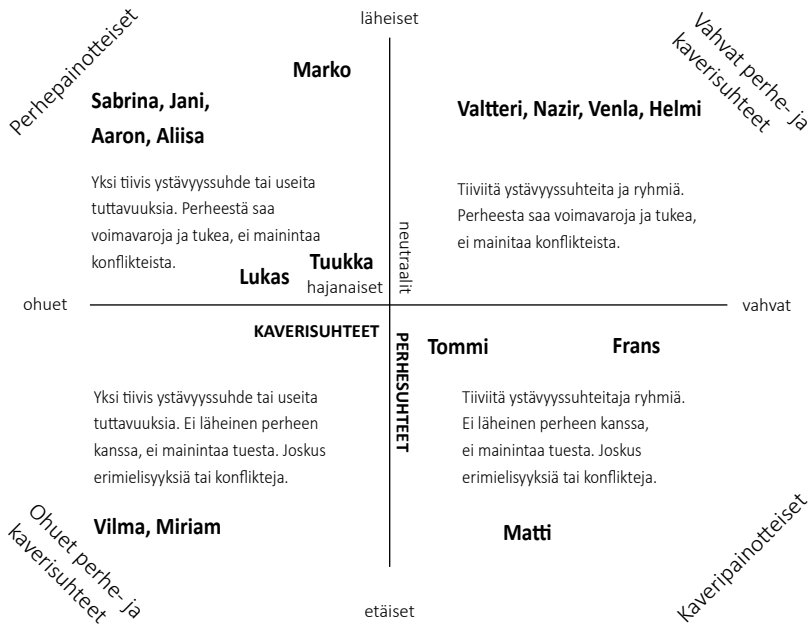 läheiset
Perhepainotteiset
Vahvat perhe- ja
kaverisuhteet
Marko
Sabrina, Jani,
Aaron, Aliisa
Valtteri, Nazir, Venla, Helmi
Yksi tiivis ystävyyssuhde tai useita
tuttavuuksia. Perheestä saa
voimavaroja ja tukea, ei mainintaa
konflikteista.
Tiiviitä ystävyyssuhteita ja ryhmiä.
Perheesta saa voimavaroja ja tukea,
ei mainitaa konflikteista.
neutraalit
Lukas
Tuukka
hajanaiset
ohuet
vahvat
KAVERISUHTEET
PERHESUHTEET
Tommi
Frans
Yksi tiivis ystävyyssuhde tai useita
tuttavuuksia. Ei läheinen perheen
kanssa, ei mainintaa tuesta. Joskus
erimielisyyksiä tai konflikteja.
Tiiviitä ystävyyssuhteitaja ryhmiä.
Ei läheinen perheen kanssa,
ei mainintaa tuesta. Joskus
erimielisyyksiä tai konflikteja.
Vilma, Miriam
Matti
Ohuet perhe- ja
kaverisuhteet
Kaveripainotteiset
etäiset